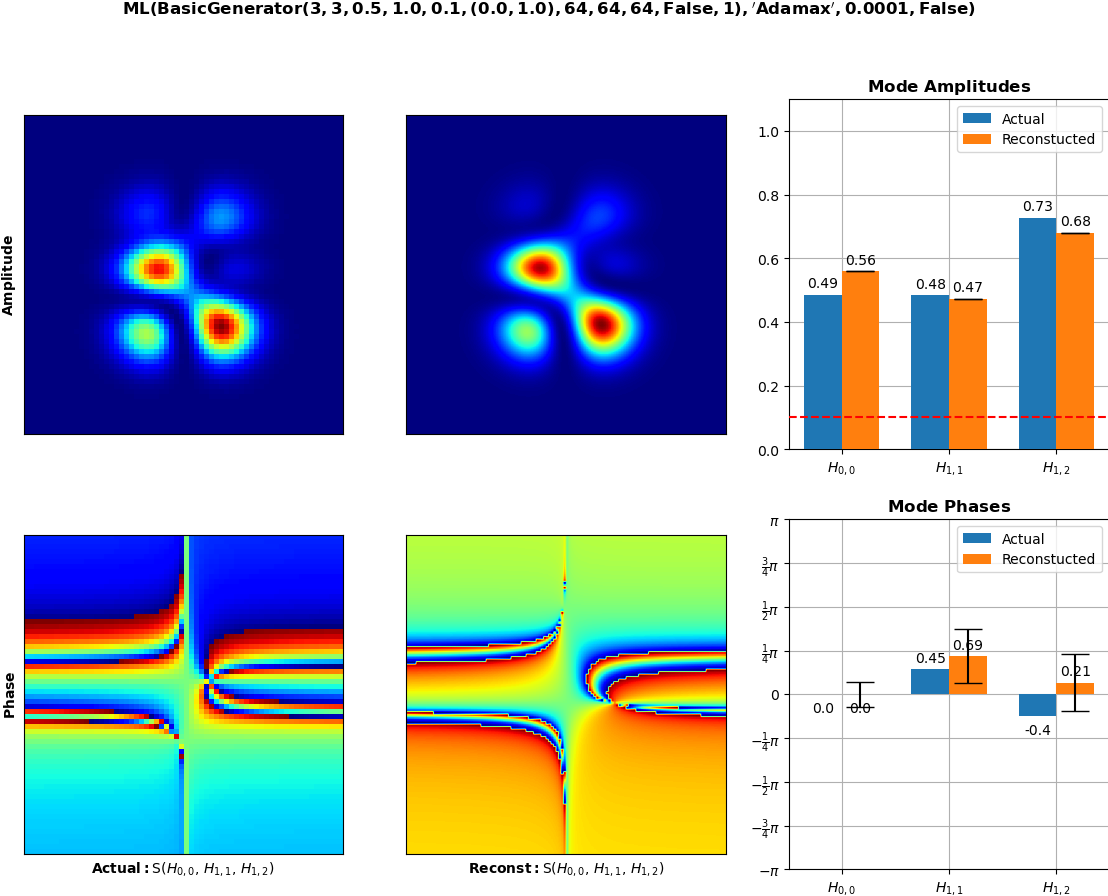 ML(BasicGenerator(3, 3, 0.5, 1.0, 0.1, (0.0, 1.0), 64, 64, 64, False, 1), ′Adamax′, 0.0001, False)
Amplitude
Mode Amplitudes
Actual
Reconstucted
1.0
0.8
0.6
0.4
0.2
0.0
0.49
0.56
0.48
0.47
0.73
0.68
H0,0
H1,1
H1,2
Phase
Actual: S(H0,0, H1,1, H1,2)
Reconst: S(H0,0, H1,1, H1,2)
Mode Phases
Actual
Reconstucted
π
3/4π
1/2π
1/4π
0
−1/4π
−1/2π
−3/4π
−π
0.0
0.45
0.69
-0.4
0.21
H0,0
H1,1
H1,2